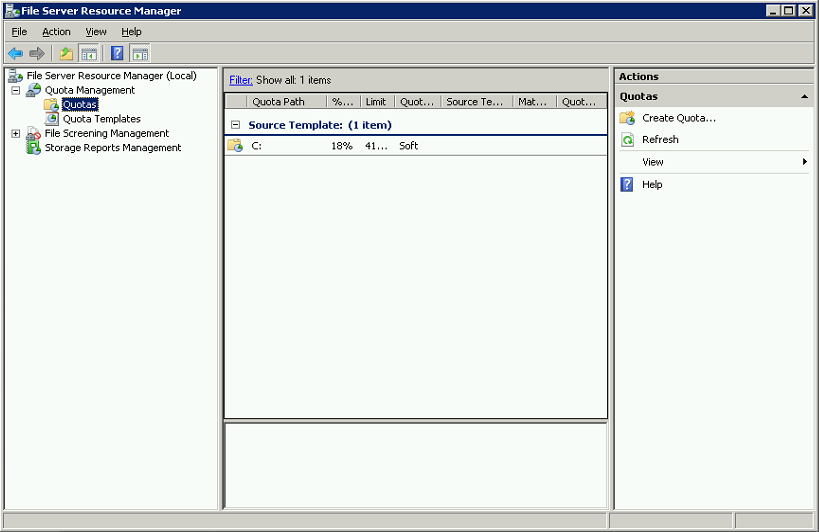 File Server Resource Manager
File Action View Help
File Server Resource Manager (Local)
Quota Management
Quotas
Quota Templates
File Screening Management
Storage Reports Management
Filter: Show all: 1 items
Quota Path %... Limit Quot... Source Te... Mat... Quot...
Source Template: (1 item)
C: 18% 41... Soft
Actions
Quotas
Create Quota...
Refresh
View
Help